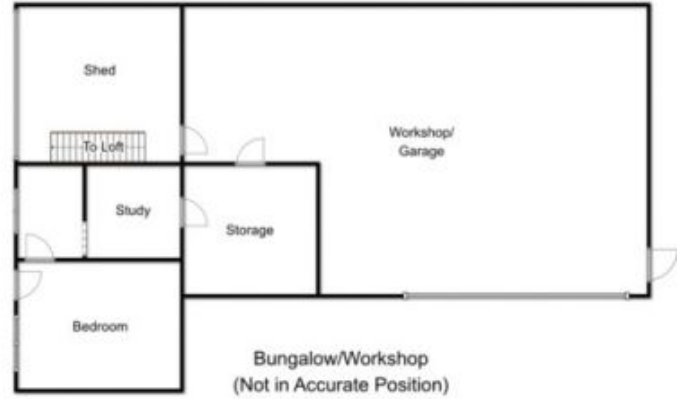 Shed
Workshop/
Garage
To Loft
Study
Storage
Bedroom
Bungalow/Workshop
(Not in Accurate Position)